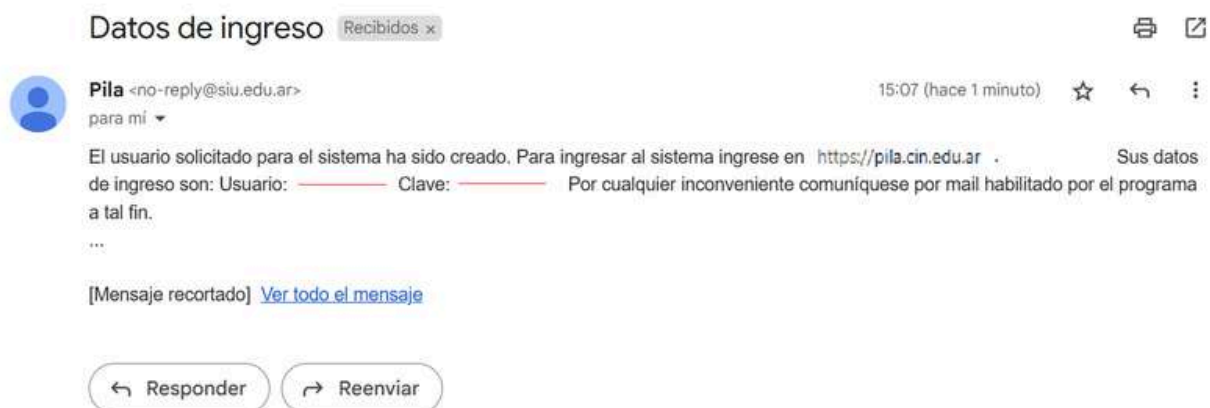 Datos de ingreso Recibidos x
Pila <no-reply@siu.edu.ar> 15:07 (hace 1 minuto)
para mí
El usuario solicitado para el sistema ha sido creado. Para ingresar al sistema ingrese en https://pila.cin.edu.ar . Sus datos
de ingreso son: Usuario: Clave: Por cualquier inconveniente comuníquese por mail habilitado por el programa
a tal fin.
...
[Mensaje recortado] Ver todo el mensaje
Responder Reenviar